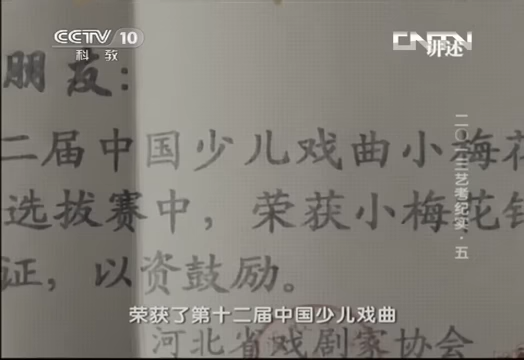 CCTV 10
科教
CNTV
讲述
朋友：
二届中国少儿戏曲小梅花
选拔赛中，荣获小梅花银
证，以资鼓励。
二〇一三艺考纪实·五
荣获了第十二届中国少儿戏曲
河北省戏剧家协会